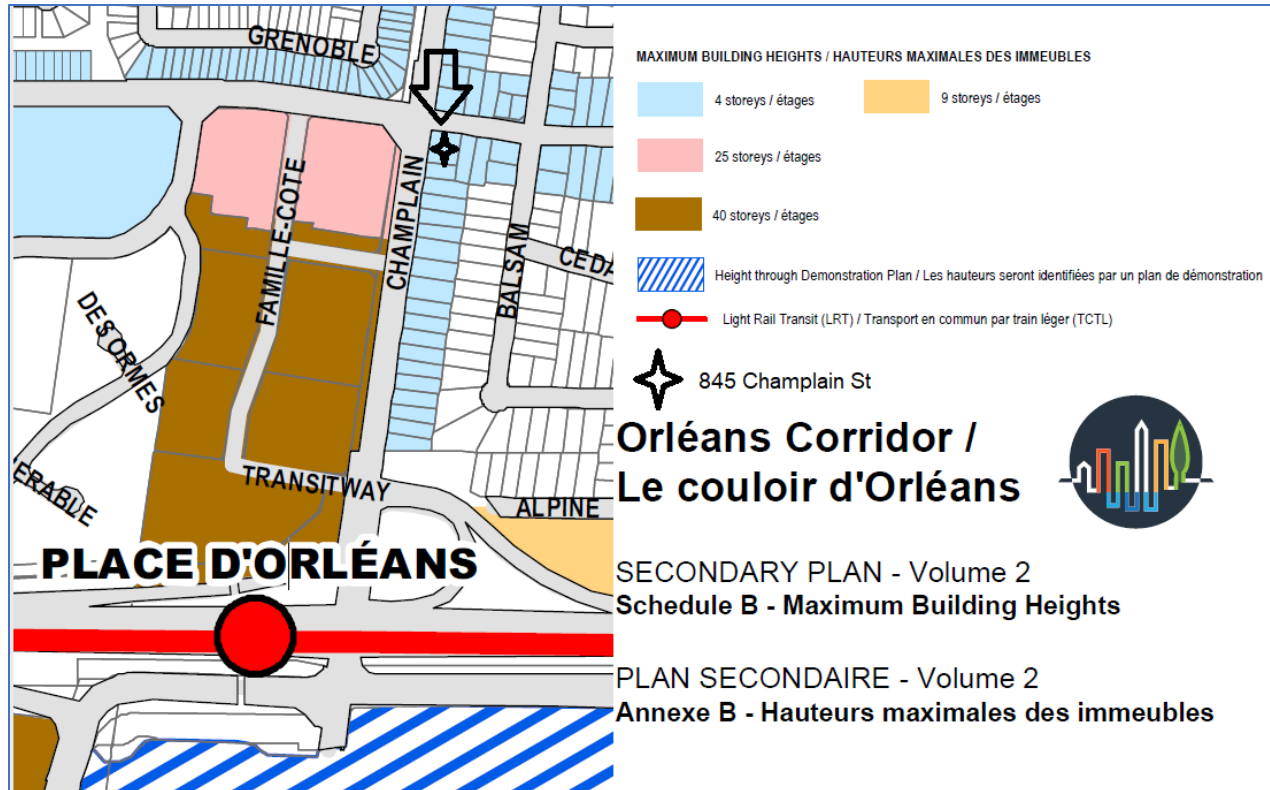 GRENOBLE
CHAMPLAIN
FAMILLE-COTE
BALSAM
CEDA
DES ORMES
ERABLE
TRANSITWAY
ALPINE
PLACE D'ORLÉANS
MAXIMUM BUILDING HEIGHTS / HAUTEURS MAXIMALES DES IMMEUBLES
4 storeys / étages
9 storeys / étages
25 storeys / étages
40 storeys / étages
Height through Demonstration Plan / Les hauteurs seront identifiées par un plan de démonstration
Light Rail Transit (LRT) / Transport en commun par train léger (TCTL)
845 Champlain St
Orléans Corridor /
Le couloir d'Orléans
SECONDARY PLAN - Volume 2
Schedule B - Maximum Building Heights
PLAN SECONDAIRE - Volume 2
Annexe B - Hauteurs maximales des immeubles